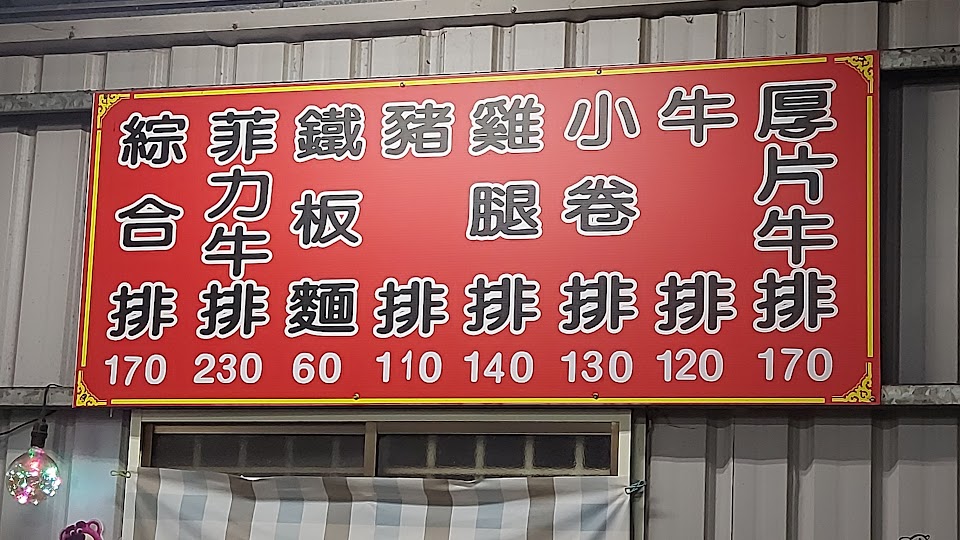 厚片牛排 170
牛排 120
小卷排 130
雞腿排 140
豬排 110
鐵板麵 60
菲力牛排 230
綜合排 170